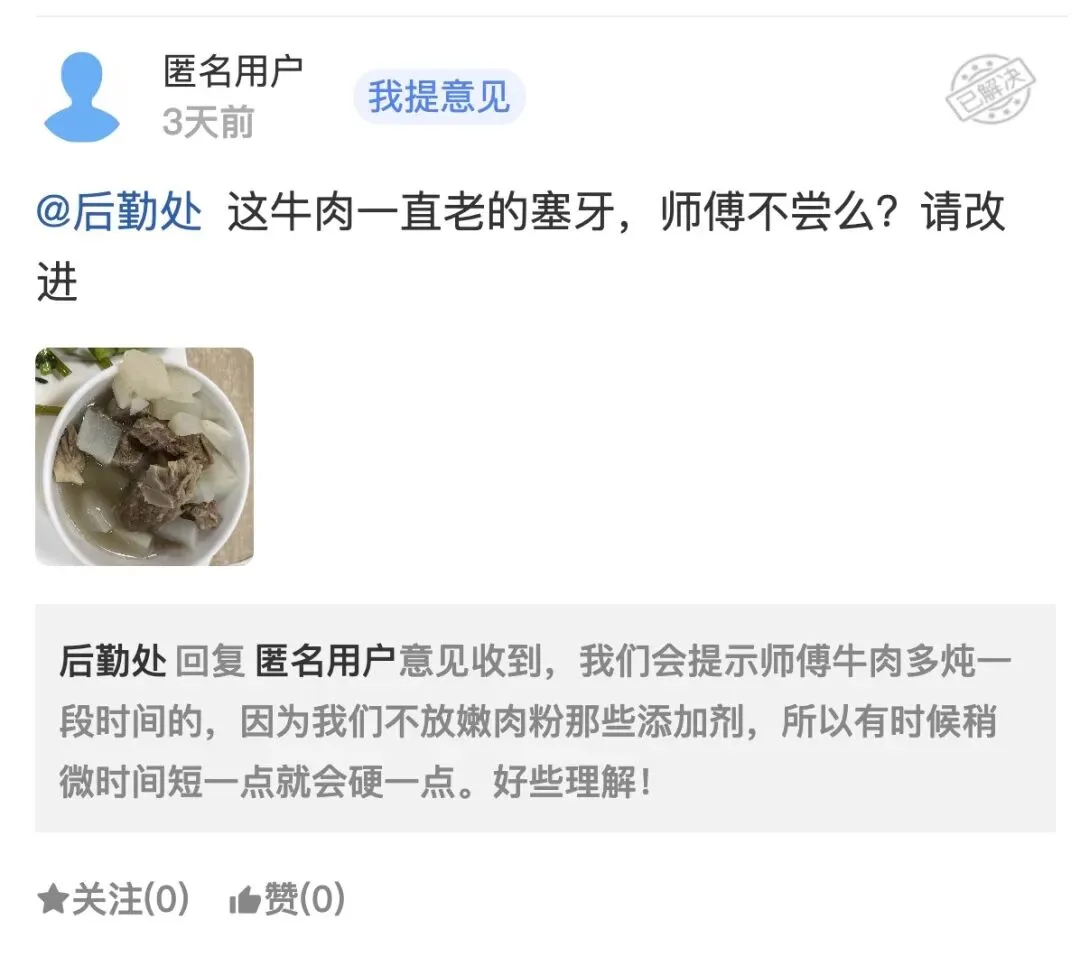 匿名用户
3天前
我提意见
已解决
@后勤处 这牛肉一直老的塞牙，师傅不尝么？请改
进
后勤处 回复 匿名用户意见收到，我们会提示师傅牛肉多炖一
段时间的，因为我们不放嫩肉粉那些添加剂，所以有时候稍
微时间短一点就会硬一点。好些理解！
关注(0) 赞(0)